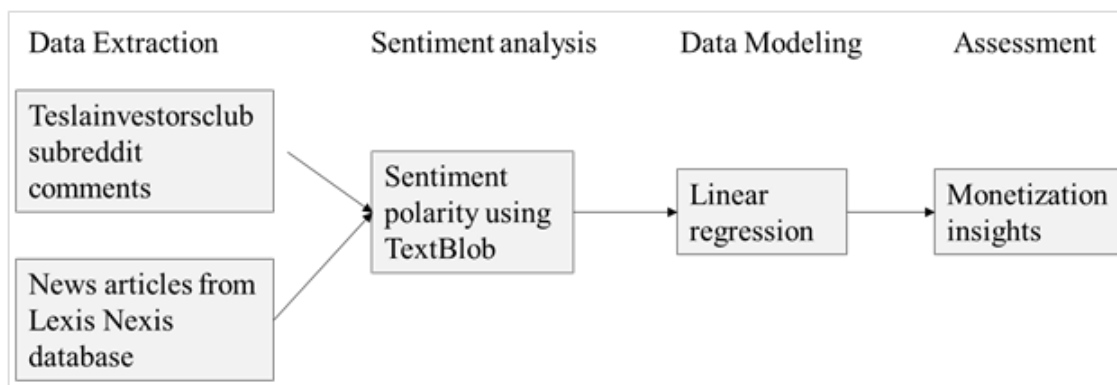 Data Extraction
Sentiment analysis
Data Modeling
Assessment
Teslainvestorsclub
subreddit
comments
News articles from
Lexis Nexis
database
Sentiment
polarity using
TextBlob
Linear
regression
Monetization
insights